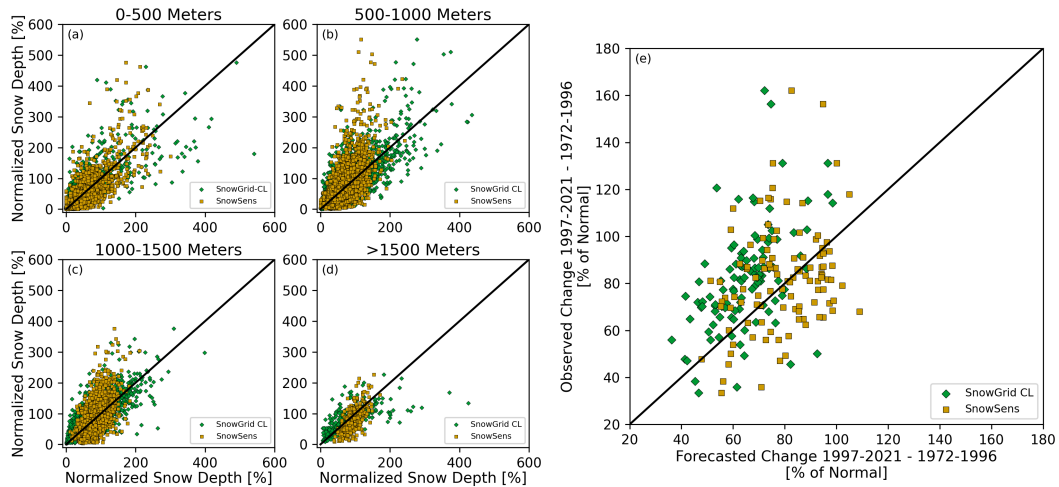 0-500 Meters
Normalized Snow Depth [%]
600
500
400
300
200
100
0
(a)
SnowGrid-CL
SnowSens
0 200 400 600
500-1000 Meters
600
500
400
300
200
100
0
(b)
SnowGrid CL
SnowSens
0 200 400 600
1000-1500 Meters
Normalized Snow Depth [%]
600
500
400
300
200
100
0
(c)
SnowGrid CL
SnowSens
0 200 400 600
Normalized Snow Depth [%]
>1500 Meters
600
500
400
300
200
100
0
(d)
SnowGrid CL
SnowSens
0 200 400 600
Normalized Snow Depth [%]
Observed Change 1997-2021 - 1972-1996
[% of Normal]
180
160
140
120
100
80
60
40
20
(e)
SnowGrid CL
SnowSens
20 40 60 80 100 120 140 160 180
Forecasted Change 1997-2021 - 1972-1996
[% of Normal]